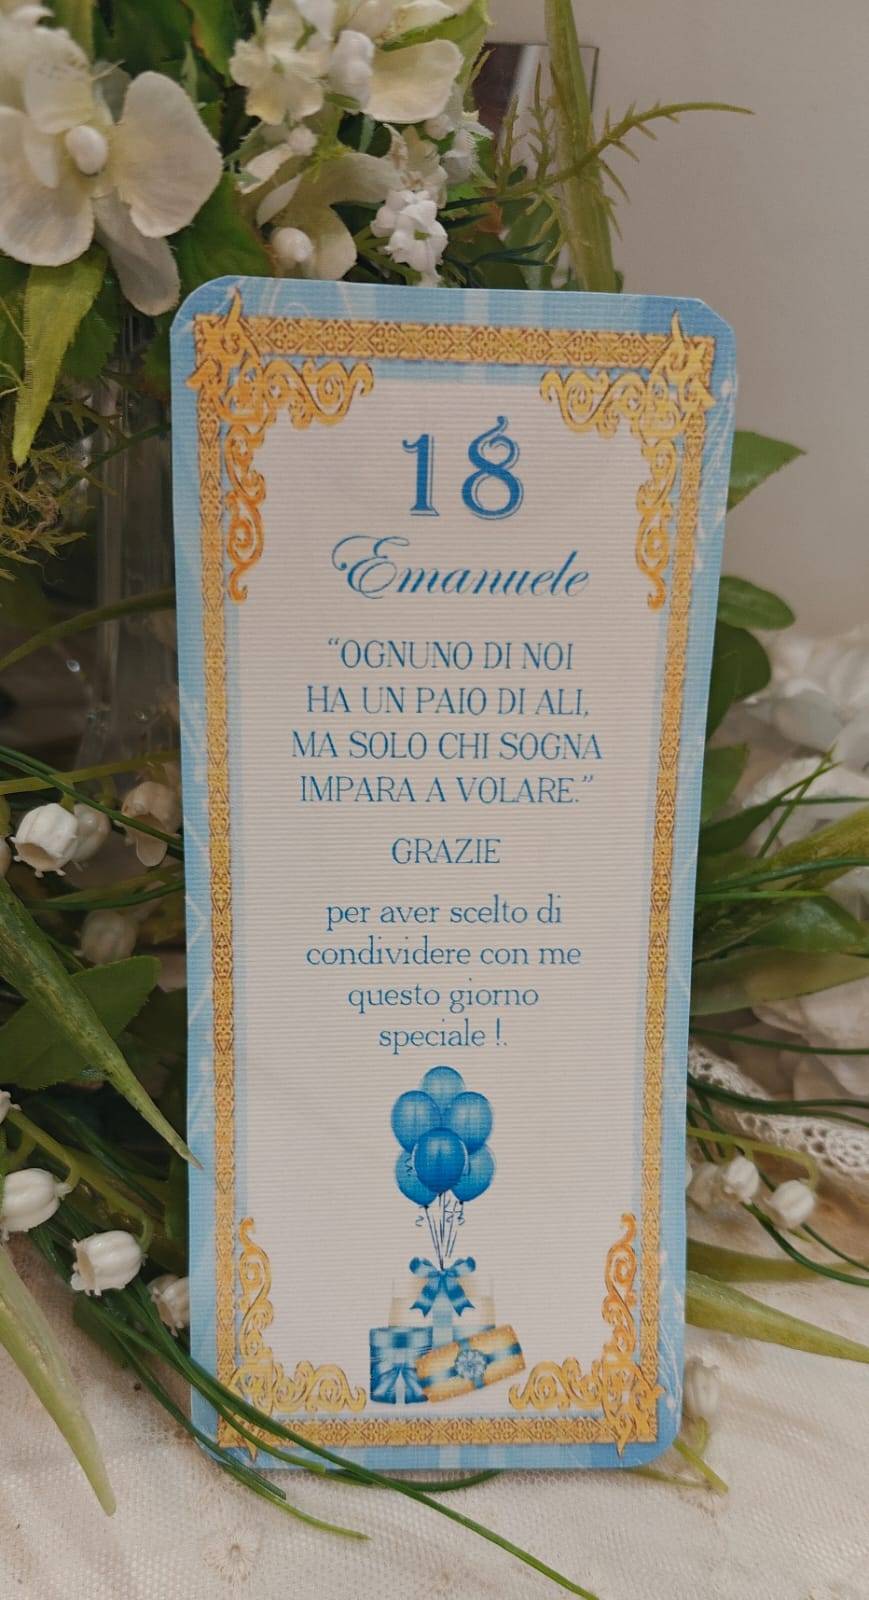 18
Emanuele
“OGNUNO DI NOI
HA UN PAIO DI ALI,
MA SOLO CHI SOGNA
IMPARA A VOLARE.”
GRAZIE
per aver scelto di
condividere con me
questo giorno
speciale !.